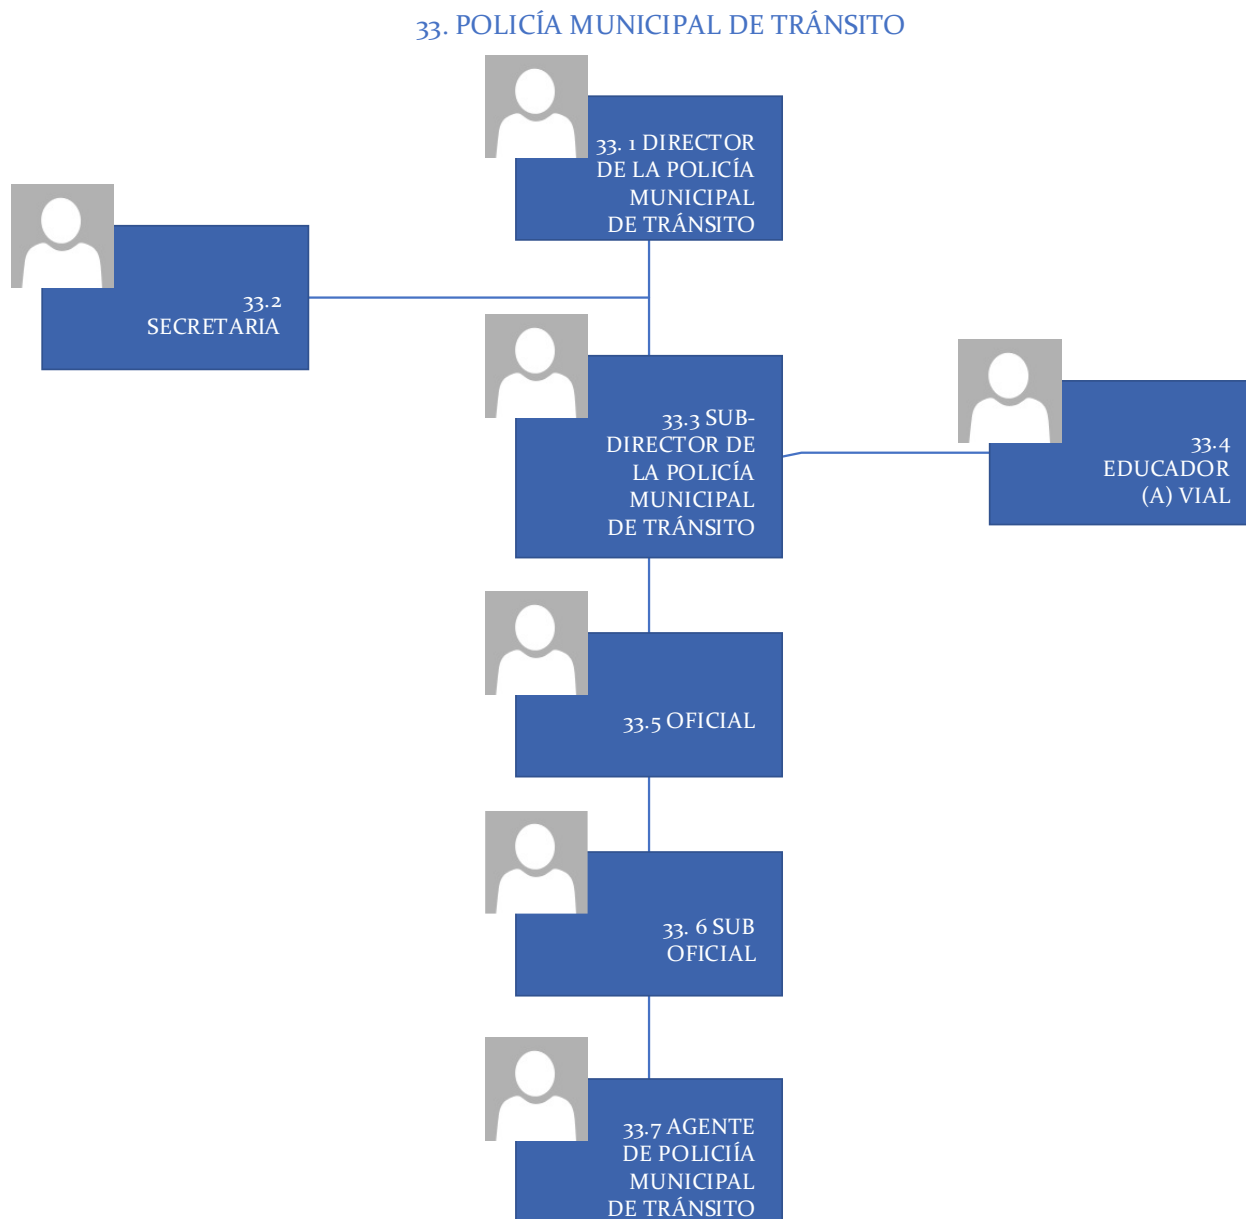 33. POLICÍA MUNICIPAL DE TRÁNSITO
33. 1 DIRECTOR
DE LA POLICÍA
MUNICIPAL
DE TRÁNSITO
33.2
SECRETARIA
33.3 SUB-
DIRECTOR DE
LA POLICÍA
MUNICIPAL
DE TRÁNSITO
33.4
EDUCADOR
(A) VIAL
33.5 OFICIAL
33. 6 SUB
OFICIAL
33.7 AGENTE
DE POLICIÍA
MUNICIPAL
DE TRÁNSITO